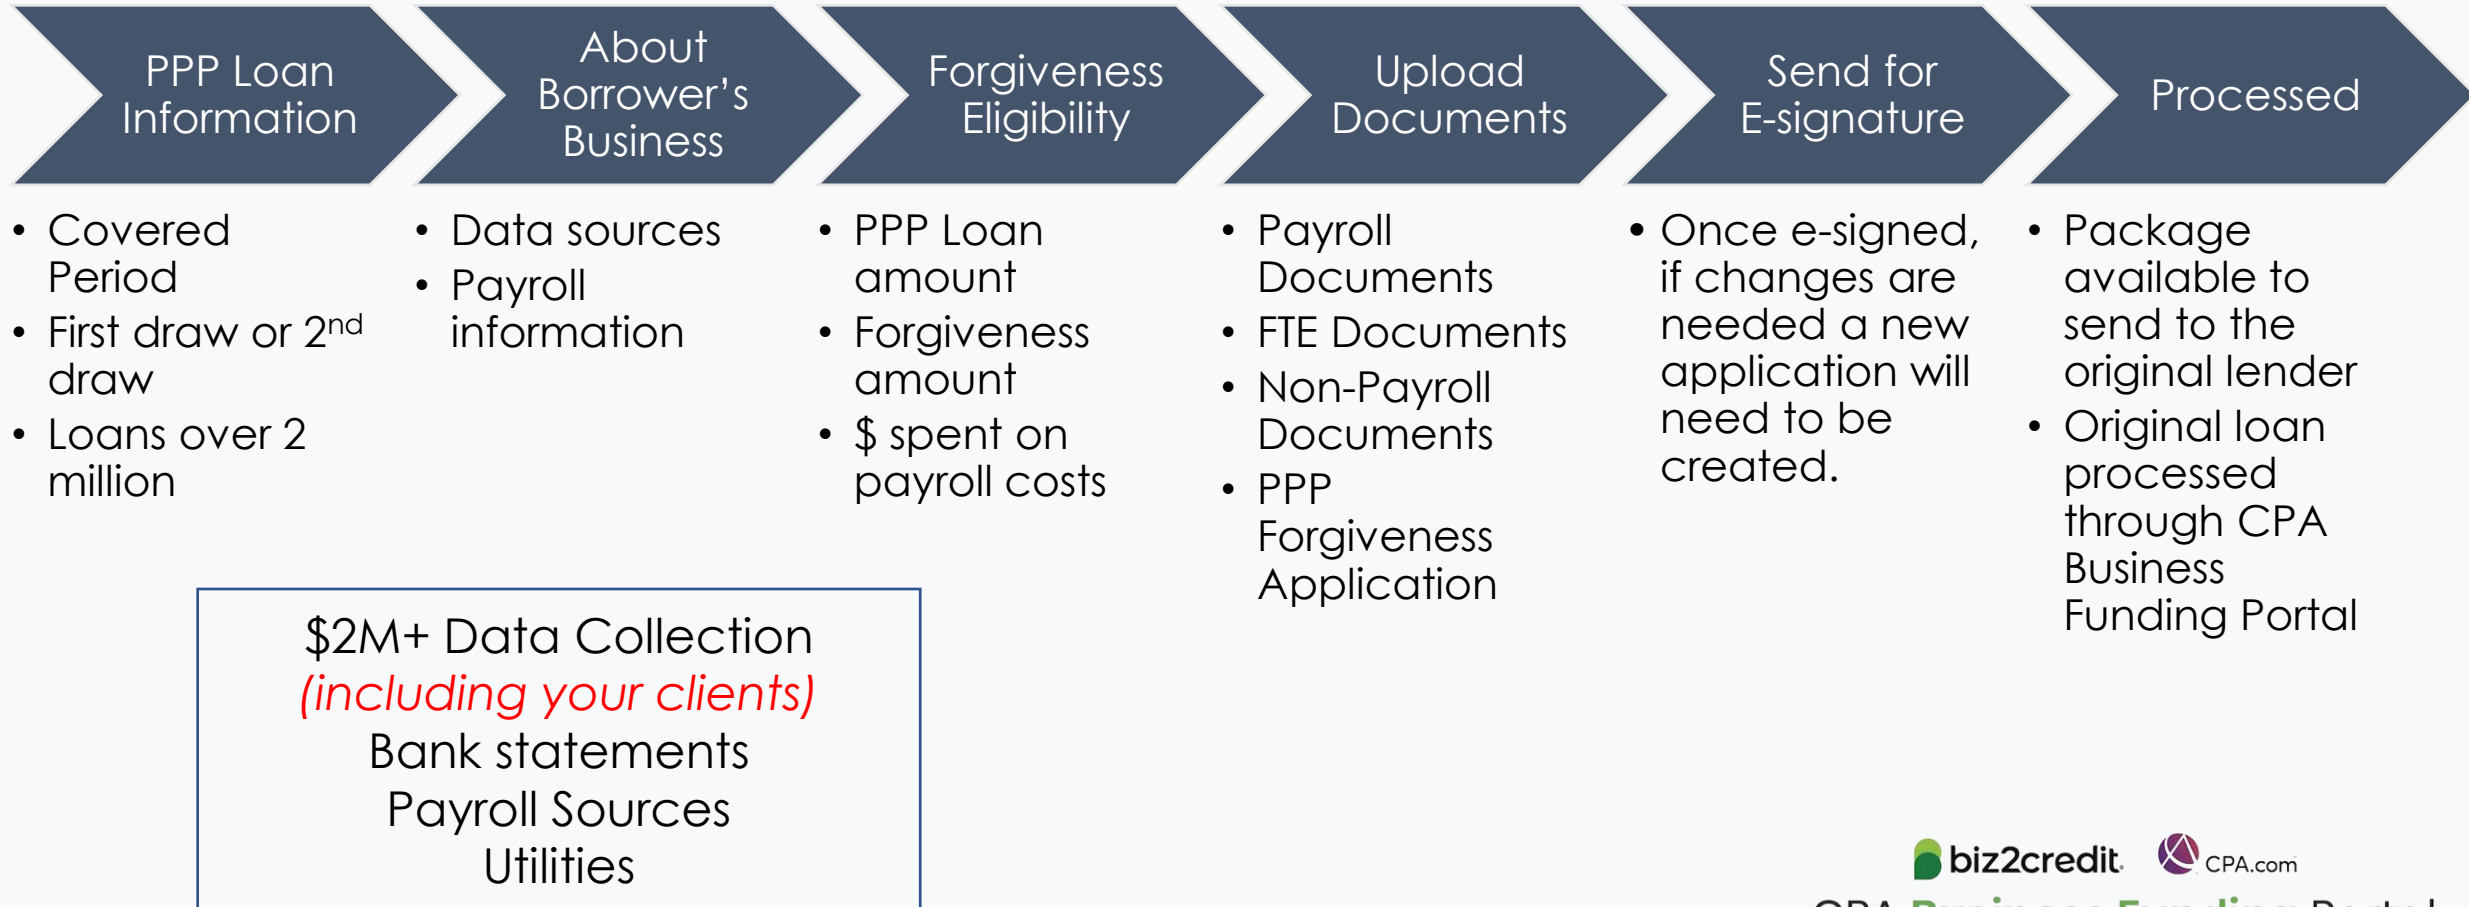 PPP Loan
Information
About
Borrower's
Business
Forgiveness
Eligibility
Upload
Documents
Send for
E-signature
Processed
• Covered
Period
• First draw or 2nd
draw
• Loans over 2
million
• Data sources
• Payroll
information
• PPP Loan
amount
• Forgiveness
amount
• $ spent on
payroll costs
• Payroll
Documents
• FTE Documents
• Non-Payroll
Documents
• PPP
Forgiveness
Application
• Once e-signed,
if changes are
needed a new
application will
need to be
created.
• Package
available to
send to the
original lender
• Original loan
processed
through CPA
Business
Funding Portal
$2M+ Data Collection
(including your clients)
Bank statements
Payroll Sources
Utilities
biz2credit. CPA.com
CPA Business Funding Portal